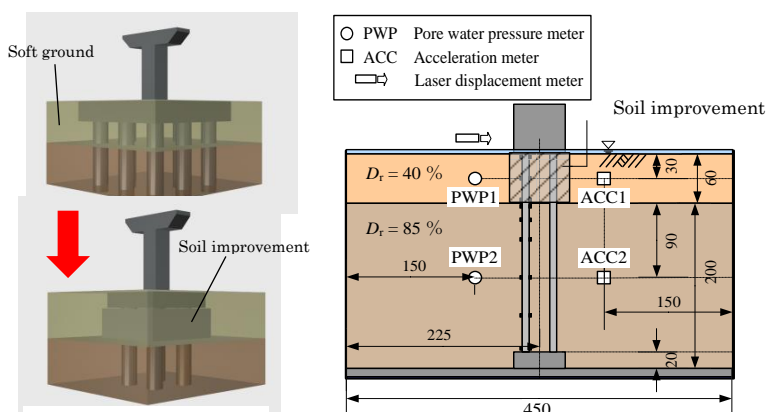 Soft ground
Soil improvement
PWP Pore water pressure meter
ACC Acceleration meter
Laser displacement meter
Soil improvement
Dr = 40 %
PWP1
ACC1
30
60
Dr = 85 %
PWP2
ACC2
90
200
150
150
225
20
450